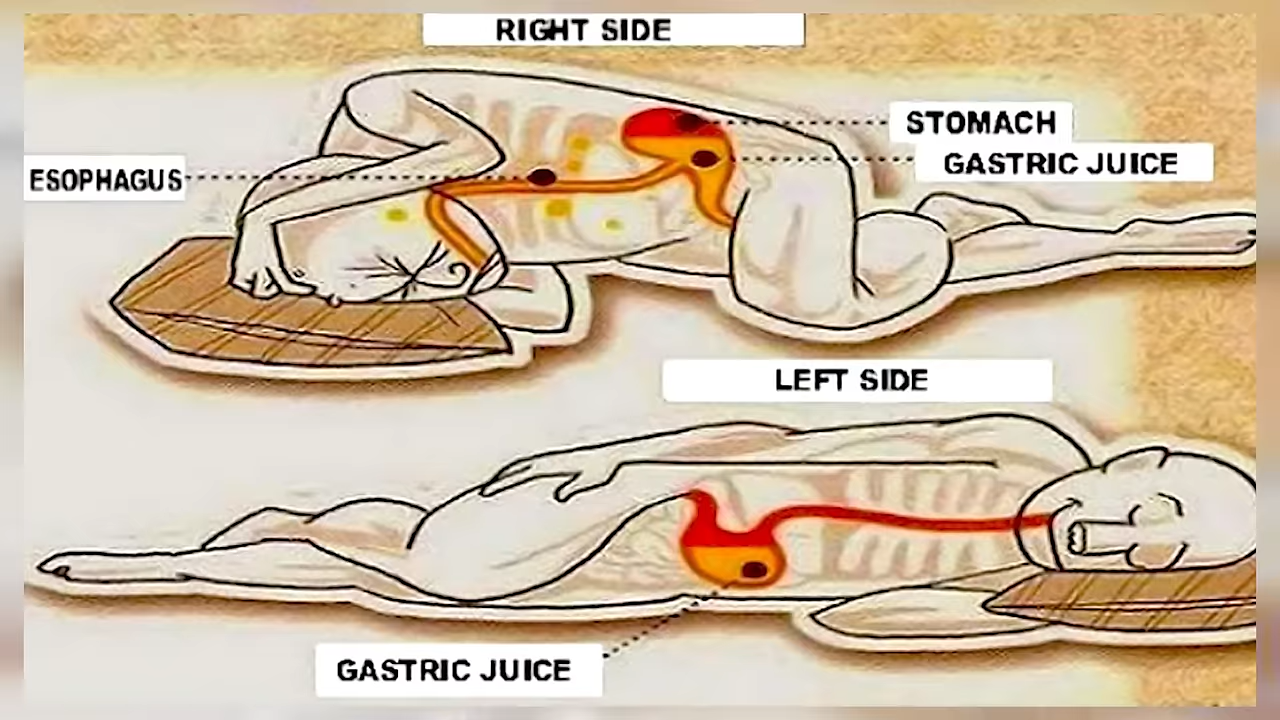 RIGHT SIDE
STOMACH
GASTRIC JUICE
ESOPHAGUS
LEFT SIDE
GASTRIC JUICE